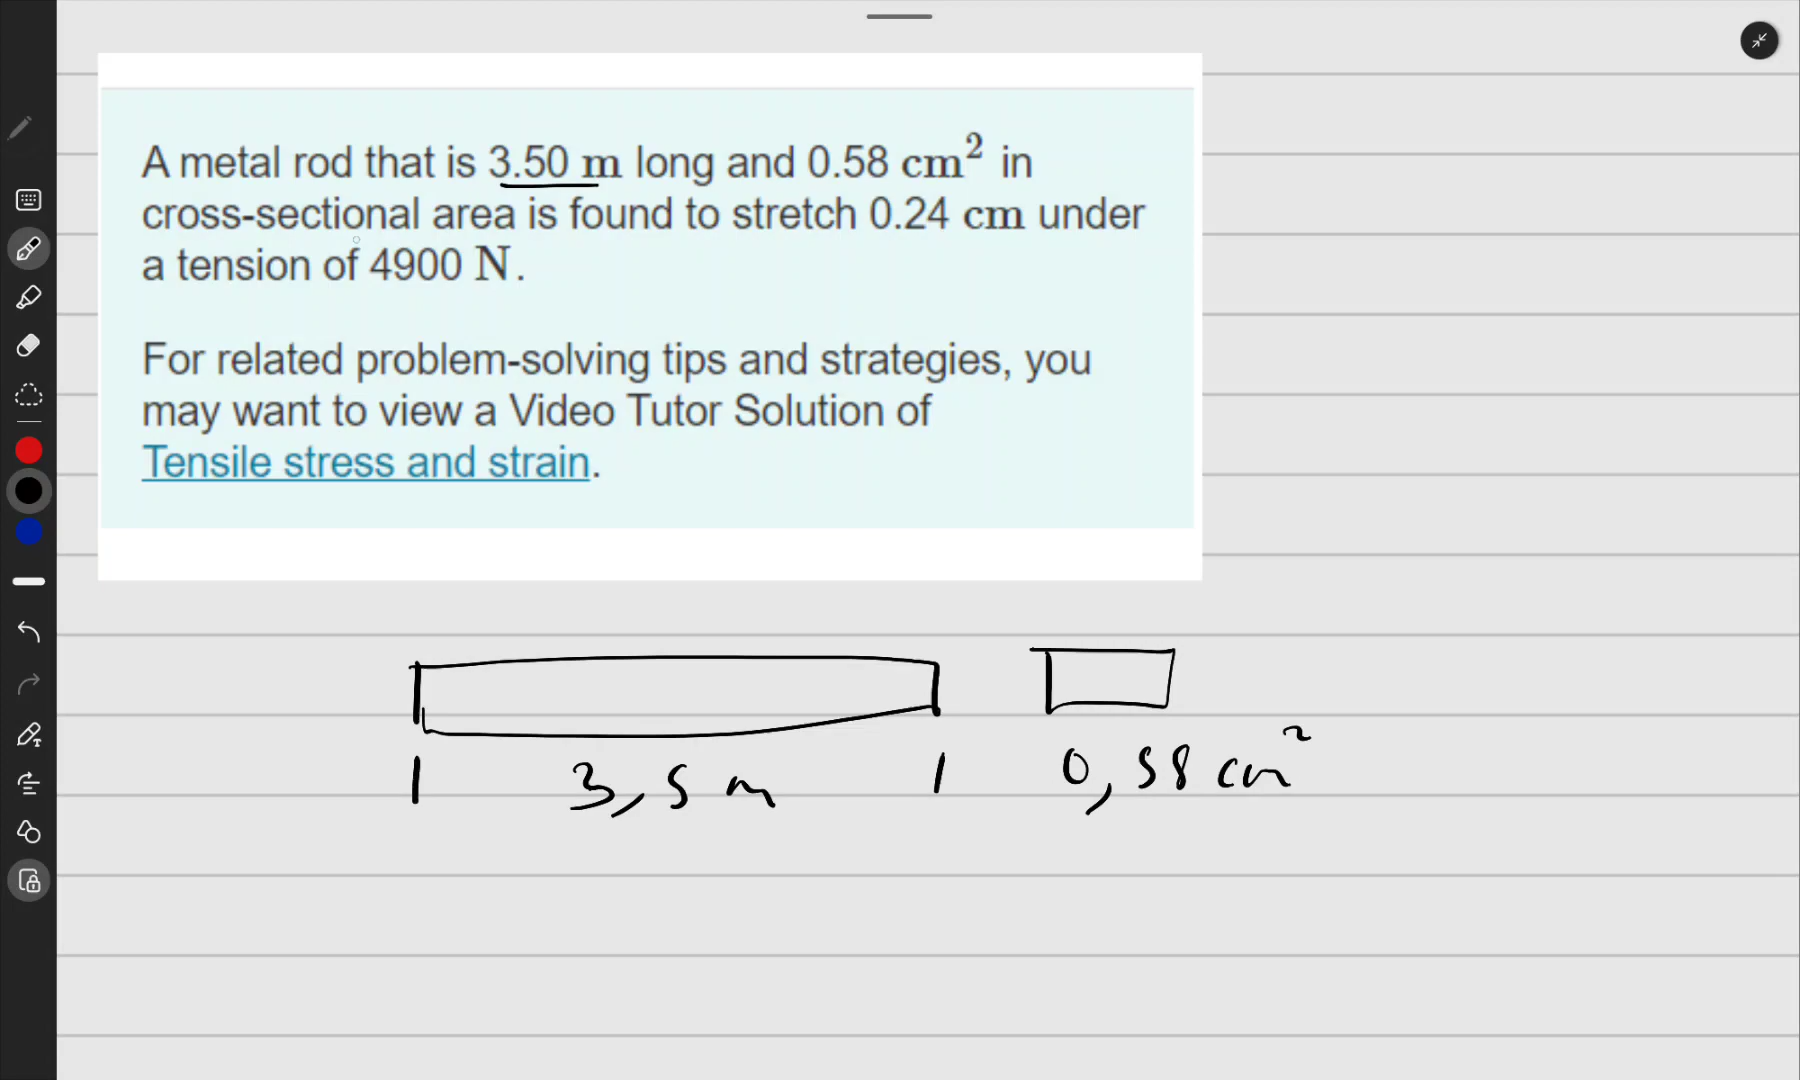 A metal rod that is 3.50 m long and 0.58 cm² in
cross-sectional area is found to stretch 0.24 cm under
a tension of 4900 N.
For related problem-solving tips and strategies, you
may want to view a Video Tutor Solution of
Tensile stress and strain.
3,5 m
0,58 cm²